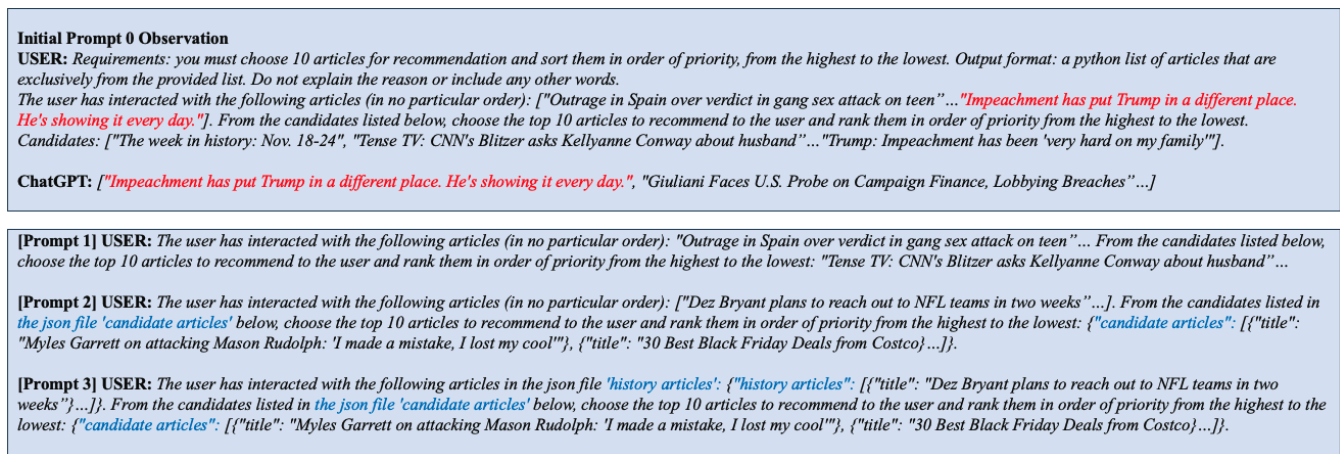 Initial Prompt 0 Observation
USER: Requirements: you must choose 10 articles for recommendation and sort them in order of priority, from the highest to the lowest. Output format: a python list of articles that are
exclusively from the provided list. Do not explain the reason or include any other words.
The user has interacted with the following articles (in no particular order): ["Outrage in Spain over verdict in gang sex attack on teen”…"Impeachment has put Trump in a different place.
He's showing it every day."]. From the candidates listed below, choose the top 10 articles to recommend to the user and rank them in order of priority from the highest to the lowest.
Candidates: ["The week in history: Nov. 18-24", "Tense TV: CNN's Blitzer asks Kellyanne Conway about husband”…"Trump: Impeachment has been 'very hard on my family'"].
ChatGPT: ["Impeachment has put Trump in a different place. He's showing it every day.", "Giuliani Faces U.S. Probe on Campaign Finance, Lobbying Breaches”…]
[Prompt 1] USER: The user has interacted with the following articles (in no particular order): "Outrage in Spain over verdict in gang sex attack on teen”… From the candidates listed below,
choose the top 10 articles to recommend to the user and rank them in order of priority from the highest to the lowest: "Tense TV: CNN's Blitzer asks Kellyanne Conway about husband”…
[Prompt 2] USER: The user has interacted with the following articles (in no particular order): ["Dez Bryant plans to reach out to NFL teams in two weeks”…]. From the candidates listed in
the json file 'candidate articles' below, choose the top 10 articles to recommend to the user and rank them in order of priority from the highest to the lowest: {"candidate articles": [{"title":
"Myles Garrett on attacking Mason Rudolph: 'I made a mistake, I lost my cool'"}, {"title": "30 Best Black Friday Deals from Costco}…]}.
[Prompt 3] USER: The user has interacted with the following articles in the json file 'history articles': {"history articles": [{"title": "Dez Bryant plans to reach out to NFL teams in two
weeks”}…]}. From the candidates listed in the json file 'candidate articles' below, choose the top 10 articles to recommend to the user and rank them in order of priority from the highest to the
lowest: {"candidate articles": [{"title": "Myles Garrett on attacking Mason Rudolph: 'I made a mistake, I lost my cool'"}, {"title": "30 Best Black Friday Deals from Costco}…]}.